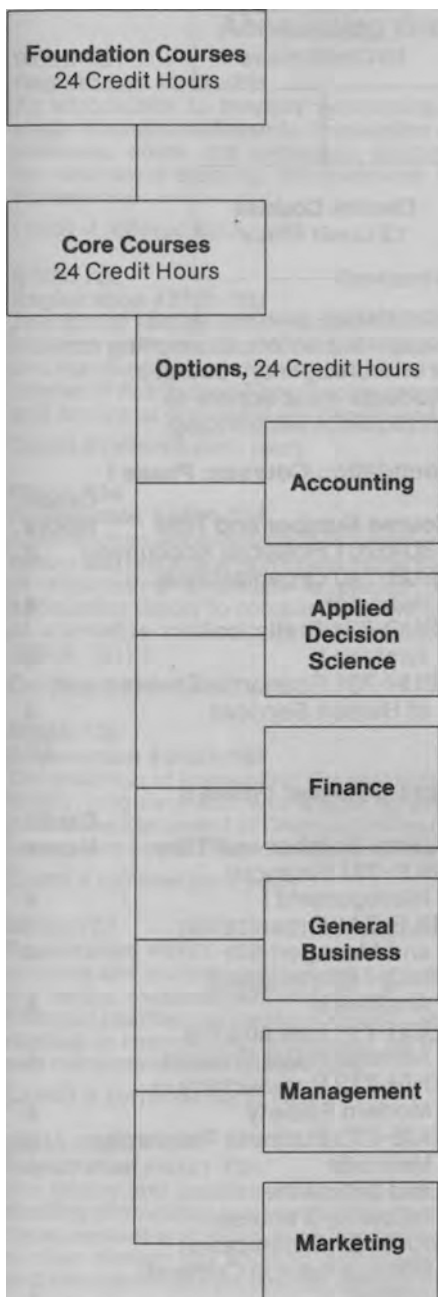 Foundation Courses
24 Credit Hours
Core Courses
24 Credit Hours
Options, 24 Credit Hours
Accounting
Applied
Decision
Science
Finance
General
Business
Management
Marketing